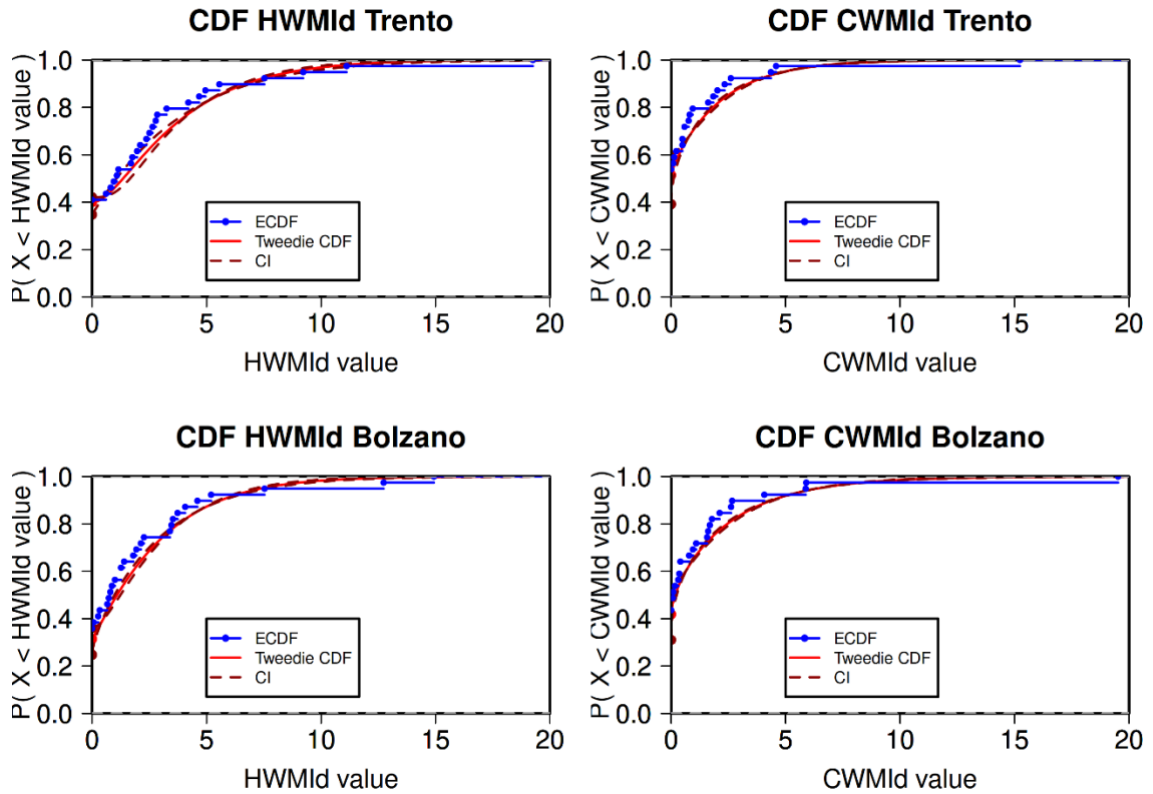 CDF HWMId Trento
P( X < HWMId value )
1.0
0.8
0.6
0.4
0.2
0.0
ECDF
Tweedie CDF
CI
0 5 10 15 20
HWMId value
CDF CWMId Trento
P( X < CWMId value )
1.0
0.8
0.6
0.4
0.2
0.0
ECDF
Tweedie CDF
CI
0 5 10 15 20
CWMId value
CDF HWMId Bolzano
P( X < HWMId value )
1.0
0.8
0.6
0.4
0.2
0.0
ECDF
Tweedie CDF
CI
0 5 10 15 20
HWMId value
CDF CWMId Bolzano
P( X < CWMId value )
1.0
0.8
0.6
0.4
0.2
0.0
ECDF
Tweedie CDF
CI
0 5 10 15 20
CWMId value